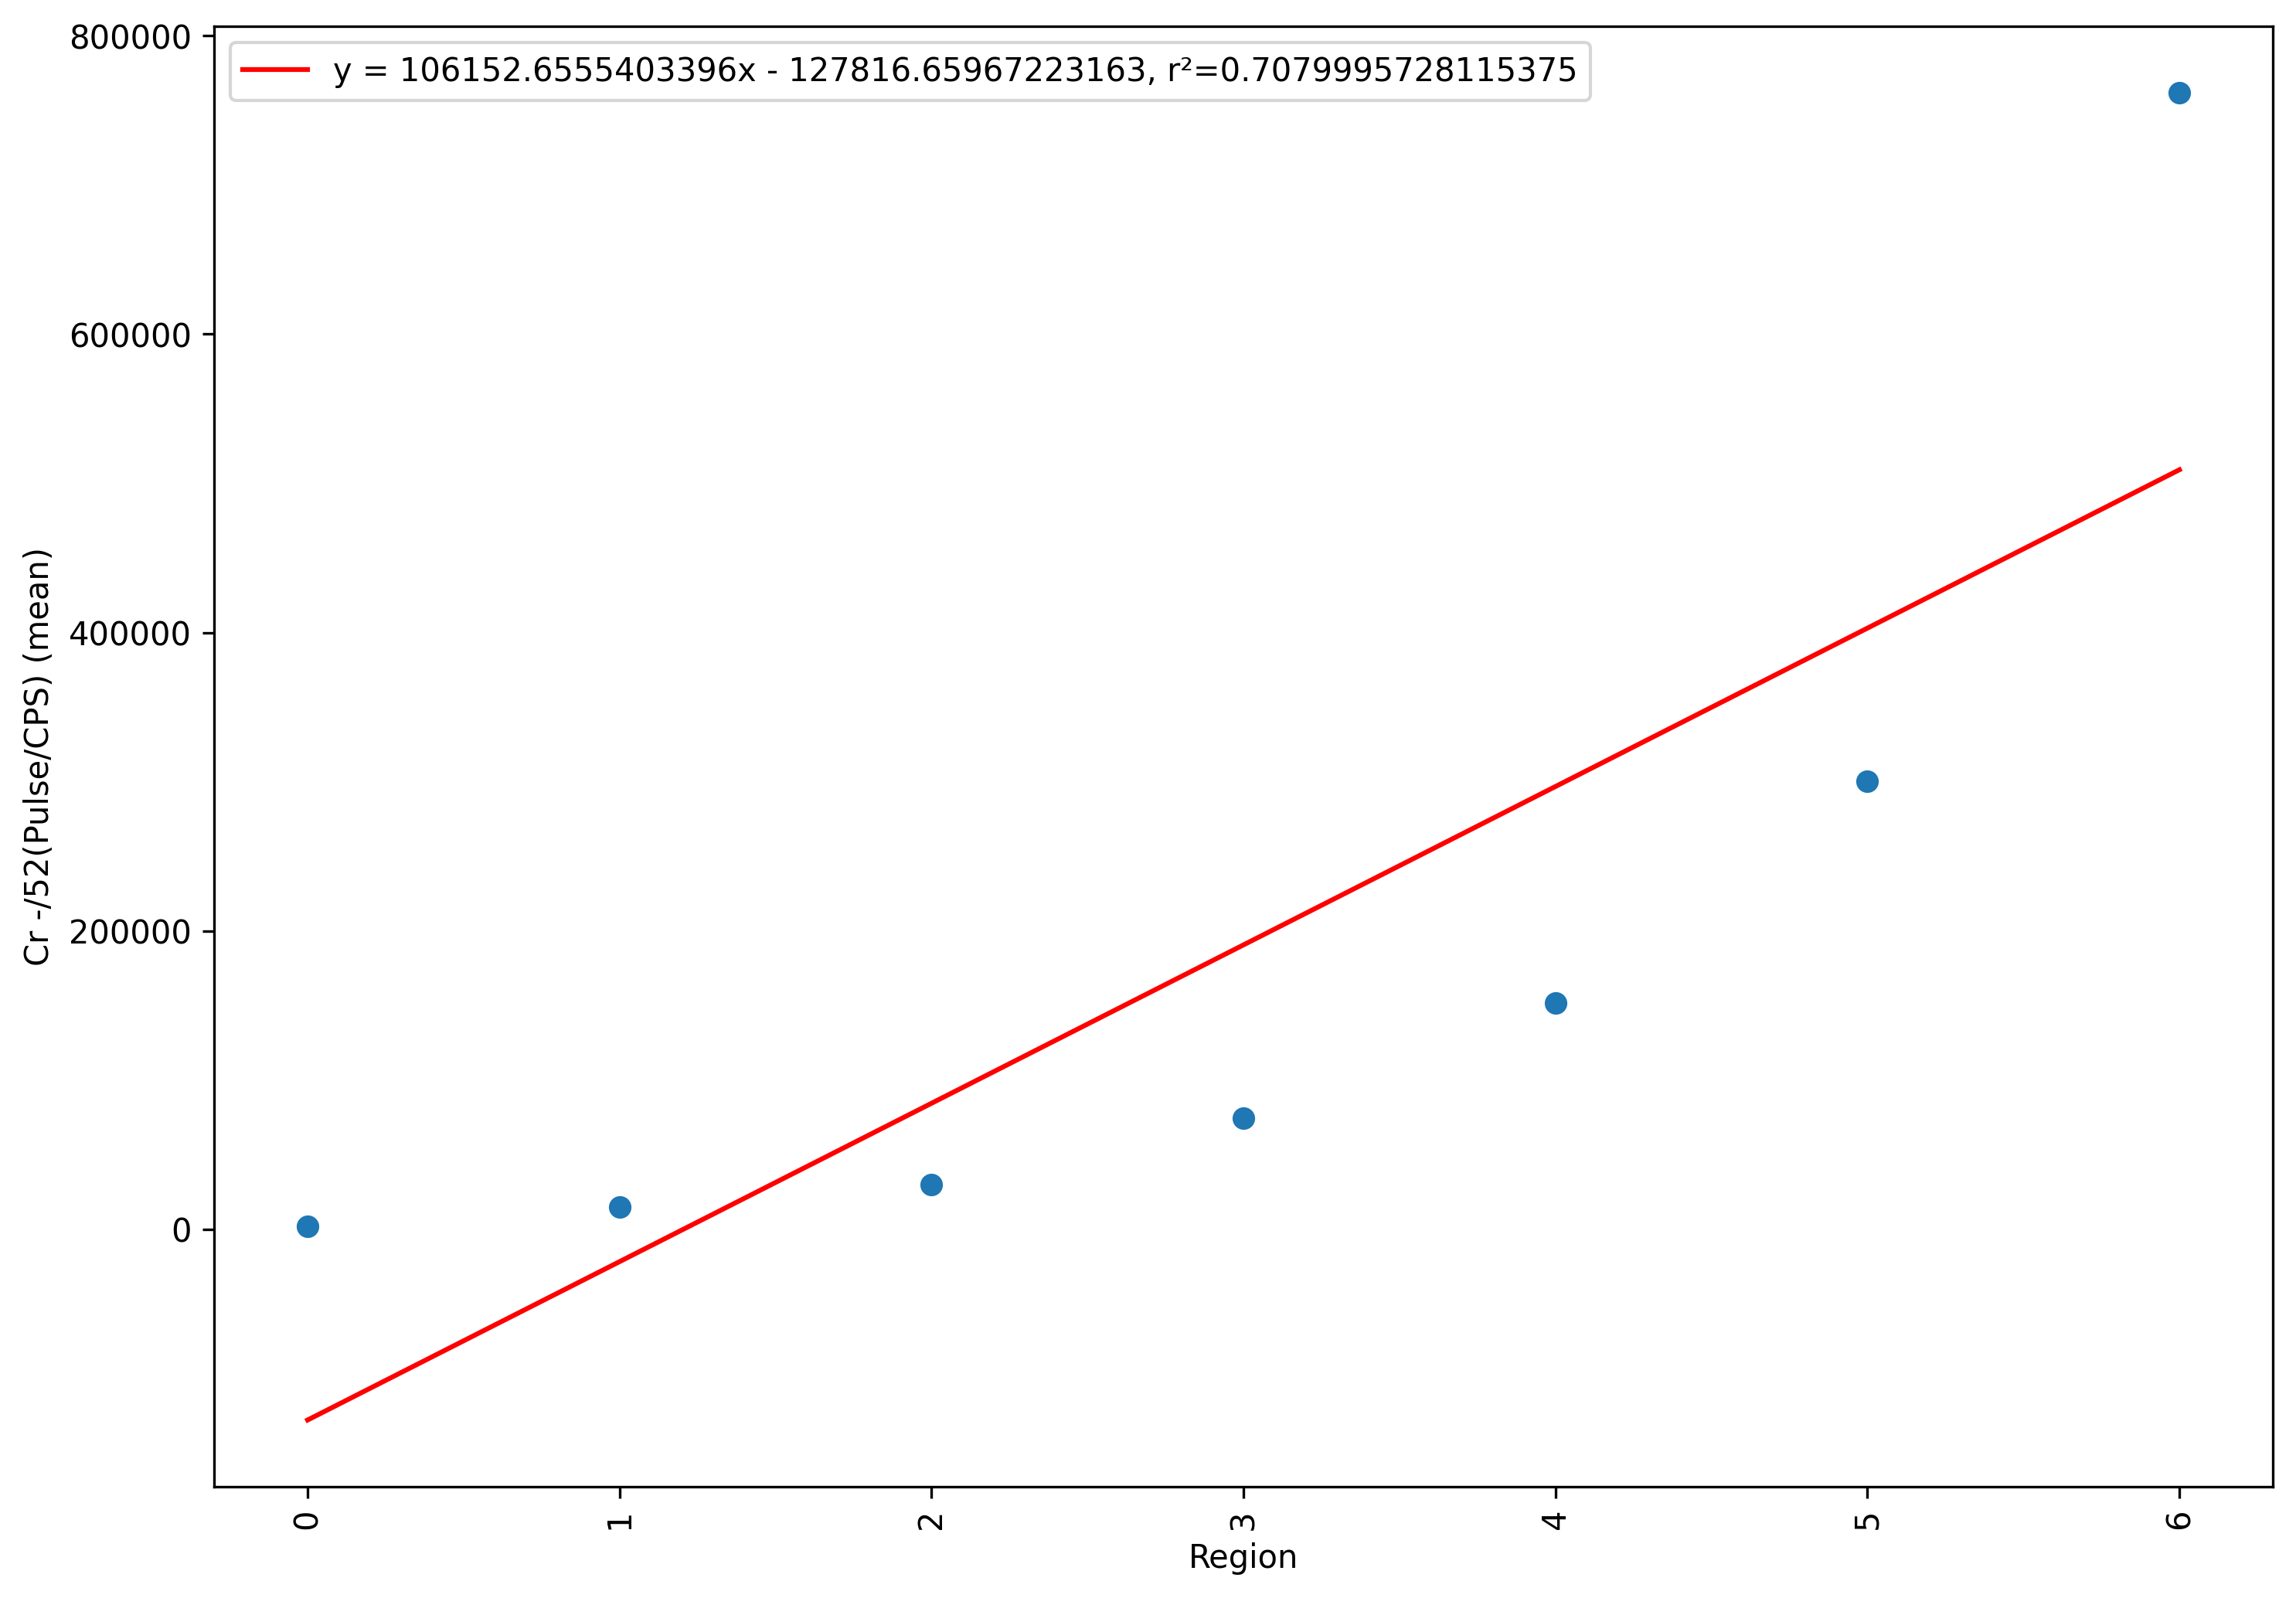 y = 106152.6555403396x - 127816.65967223163, r²=0.7079995728115375
800000
600000
400000
200000
0
Cr -/52(Pulse/CPS) (mean)
0 1 2 3 4 5 6
Region